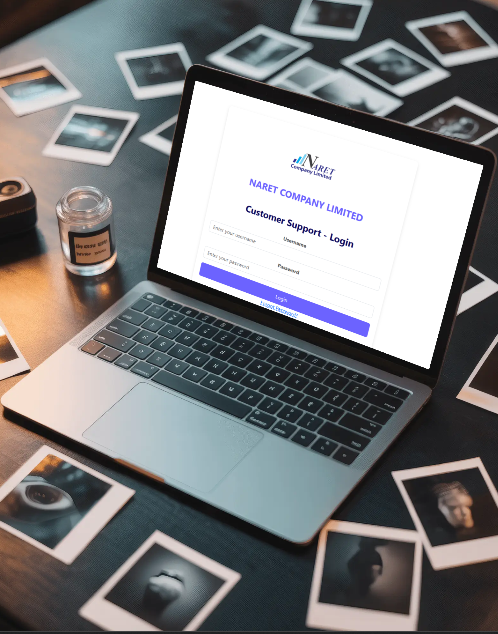 NARET
Company Limited
NARET COMPANY LIMITED
Customer Support - Login
Username
Enter your username
Password
Enter your password
Login
Forgot Password?